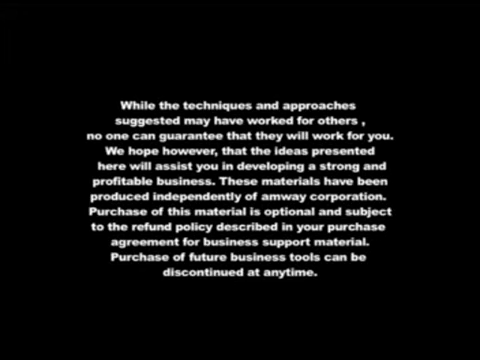 While the techniques and approaches
suggested may have worked for others ,
no one can guarantee that they will work for you.
We hope however, that the ideas presented
here will assist you in developing a strong and
profitable business. These materials have been
produced independently of amway corporation.
Purchase of this material is optional and subject
to the refund policy described in your purchase
agreement for business support material.
Purchase of future business tools can be
discontinued at anytime.